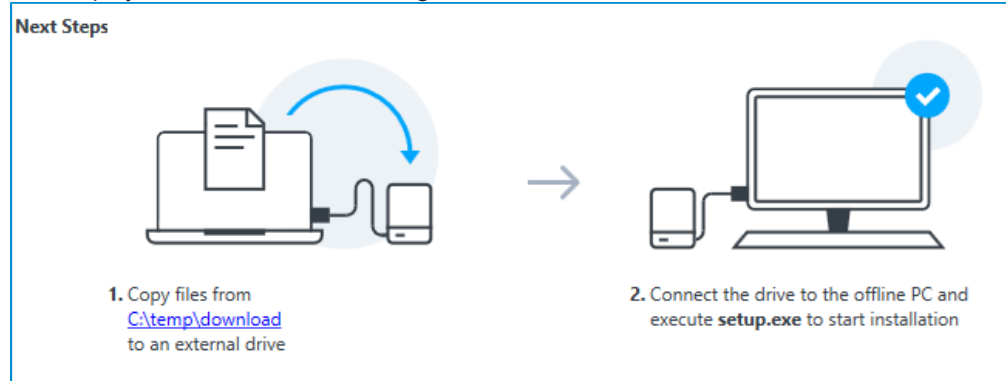 Next Steps
1. Copy files from
C:\temp\download
to an external drive
2. Connect the drive to the offline PC and
execute setup.exe to start installation